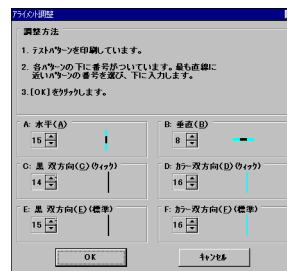 アライメント調整
調整方法
1. テストパターンを印刷しています。
2. 各パターンの下に番号がついています。最も直線に
近いパターンの番号を選び、下に入力します。
3. [OK]をクリックします。
A: 水平(A)
15
B: 垂直(B)
8
C: 黒 双方向(C)(クイック)
14
D: カラー双方向(D)(クイック)
16
E: 黒 双方向(E)(標準)
15
F: カラー双方向(F)(標準)
16
OK
キャンセル